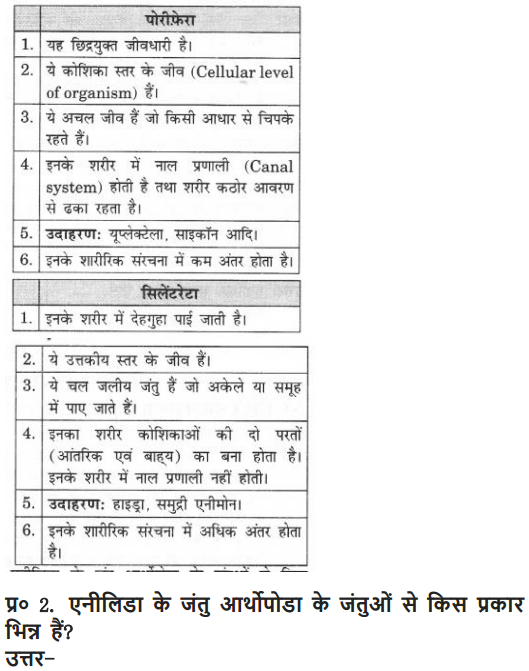 पोरीफ़ेरा
1. यह छिद्रयुक्त जीवधारी है।
2. ये कोशिका स्तर के जीव (Cellular level
of organism) हैं।
3. ये अचल जीव हैं जो किसी आधार से चिपके
रहते हैं।
4. इनके शरीर में नाल प्रणाली (Canal
system) होती है तथा शरीर कठोर आवरण
से ढका रहता है।
5. उदाहरण: यूप्लेक्टेला, साइकॉन आदि।
6. इनके शारीरिक संरचना में कम अंतर होता है।
सिलेंटरेटा
1. इनके शरीर में देहगुहा पाई जाती है।
2. ये उत्तकीय स्तर के जीव हैं।
3. ये चल जलीय जंतु हैं जो अकेले या समूह
में पाए जाते हैं।
4. इनका शरीर कोशिकाओं की दो परतों
(आंतरिक एवं बाह्य) का बना होता है।
इनके शरीर में नाल प्रणाली नहीं होती।
5. उदाहरण: हाइड्रा, समुद्री एनीमोन।
6. इनके शारीरिक संरचना में अधिक अंतर होता
है।
प्र० 2. एनीलिडा के जंतु आर्थोपोडा के जंतुओं से किस प्रकार
भिन्न हैं?
उत्तर-